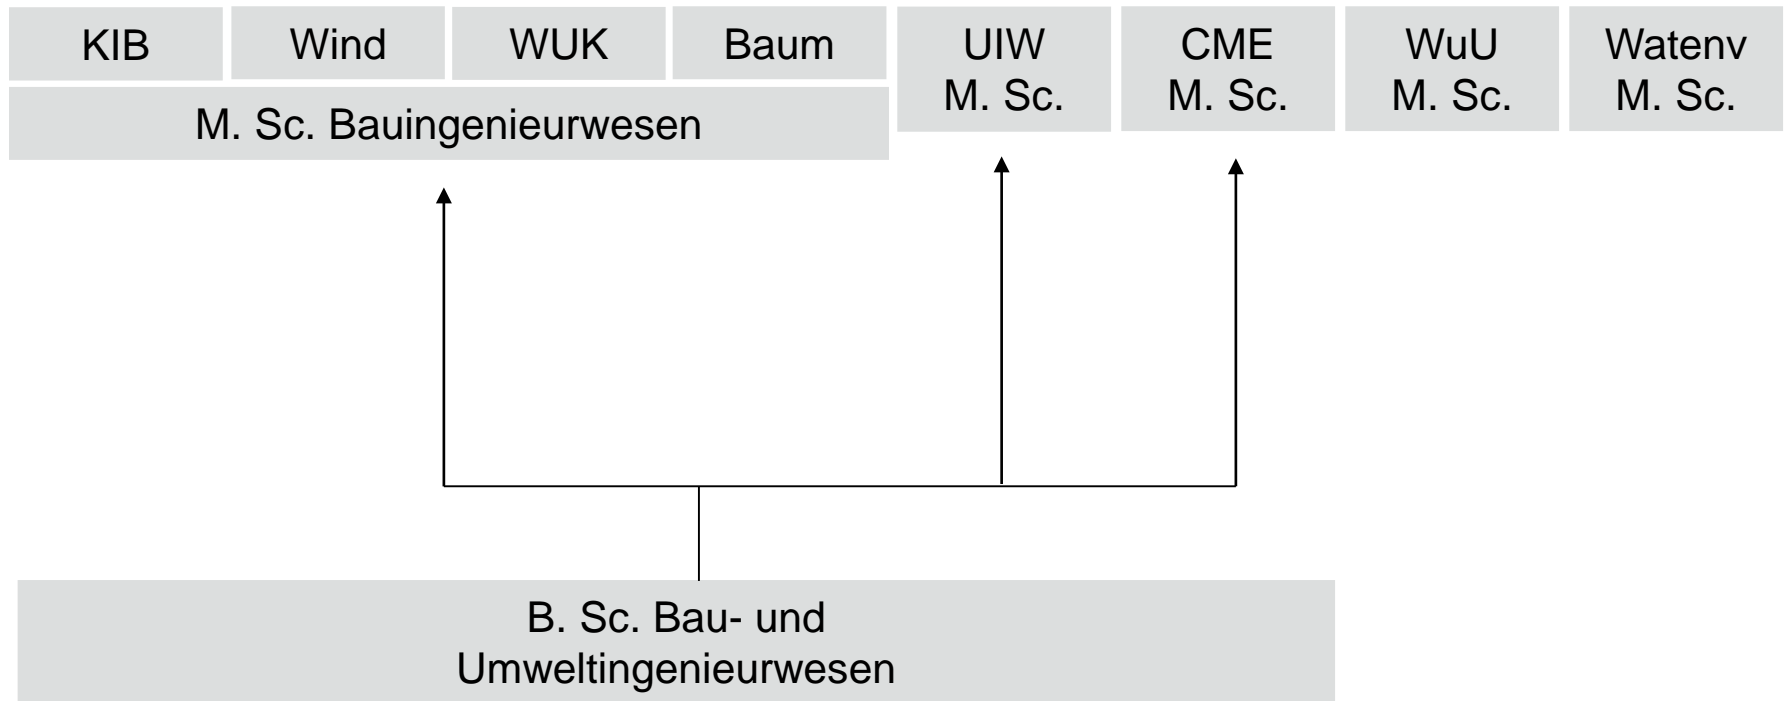 KIB
Wind
WUK
Baum
M. Sc. Bauingenieurwesen
UIW
M. Sc.
CME
M. Sc.
WuU
M. Sc.
Watenv
M. Sc.
B. Sc. Bau- und
Umweltingenieurwesen